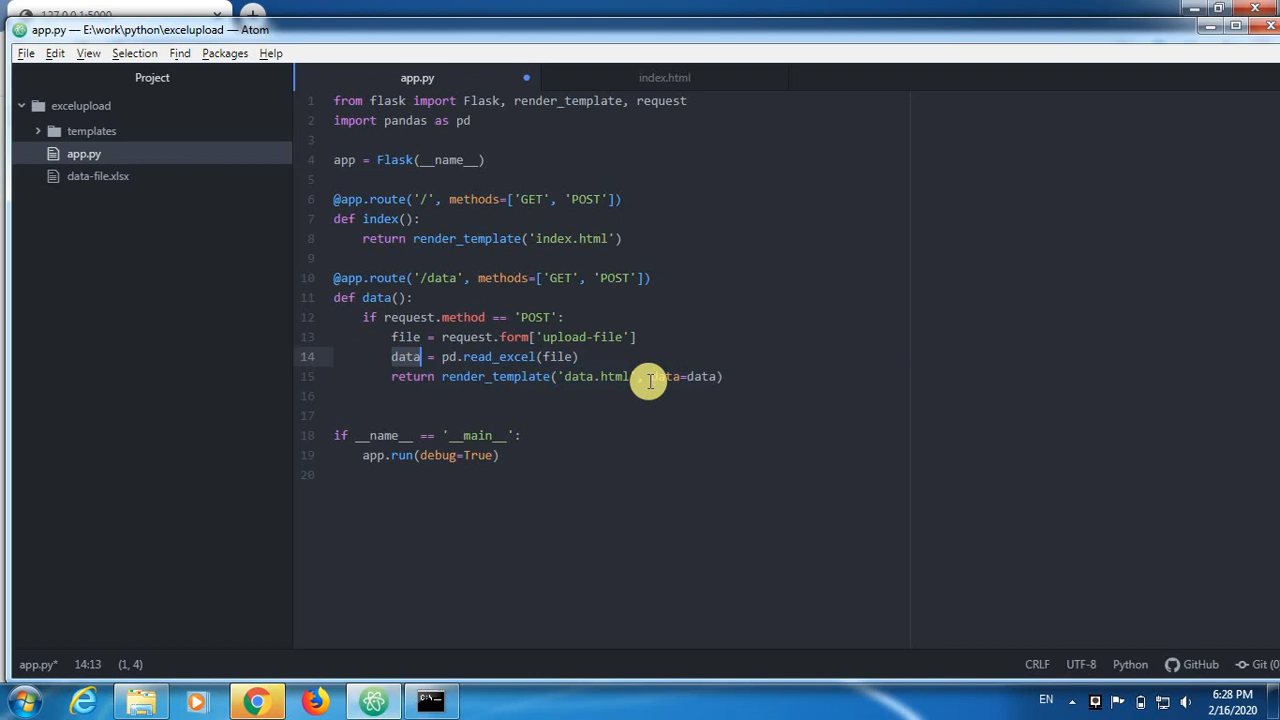 127.0.0.1:5000
app.py — E:\work\python\excelupload — Atom
File Edit View Selection Find Packages Help
Project
app.py
index.html
excelupload
templates
app.py
data-file.xlsx
1 from flask import Flask, render_template, request
2 import pandas as pd
3
4 app = Flask(__name__)
5
6 @app.route('/', methods=['GET', 'POST'])
7 def index():
8 return render_template('index.html')
9
10 @app.route('/data', methods=['GET', 'POST'])
11 def data():
12 if request.method == 'POST':
13 file = request.form['upload-file']
14 data = pd.read_excel(file)
15 return render_template('data.html', data=data)
16
17
18 if __name__ == '__main__':
19 app.run(debug=True)
20
app.py* 14:13 (1, 4) CRLF UTF-8 Python GitHub Git (0
EN
6:28 PM
2/16/2020